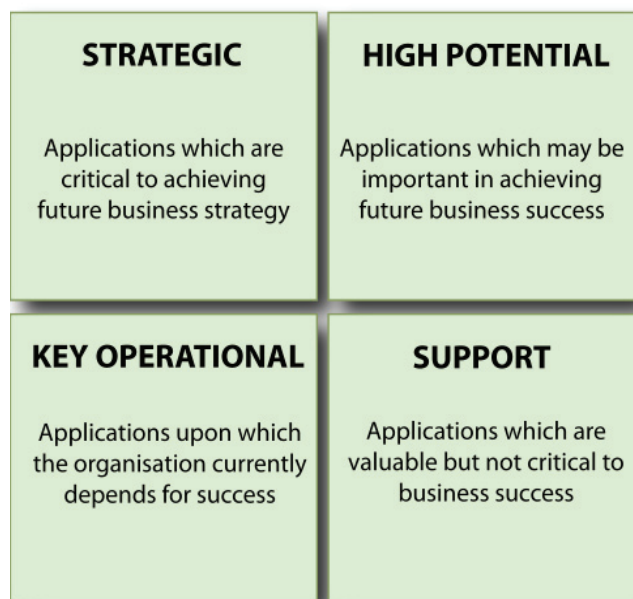 STRATEGIC
Applications which are
critical to achieving
future business strategy
HIGH POTENTIAL
Applications which may be
important in achieving
future business success
KEY OPERATIONAL
Applications upon which
the organisation currently
depends for success
SUPPORT
Applications which are
valuable but not critical to
business success